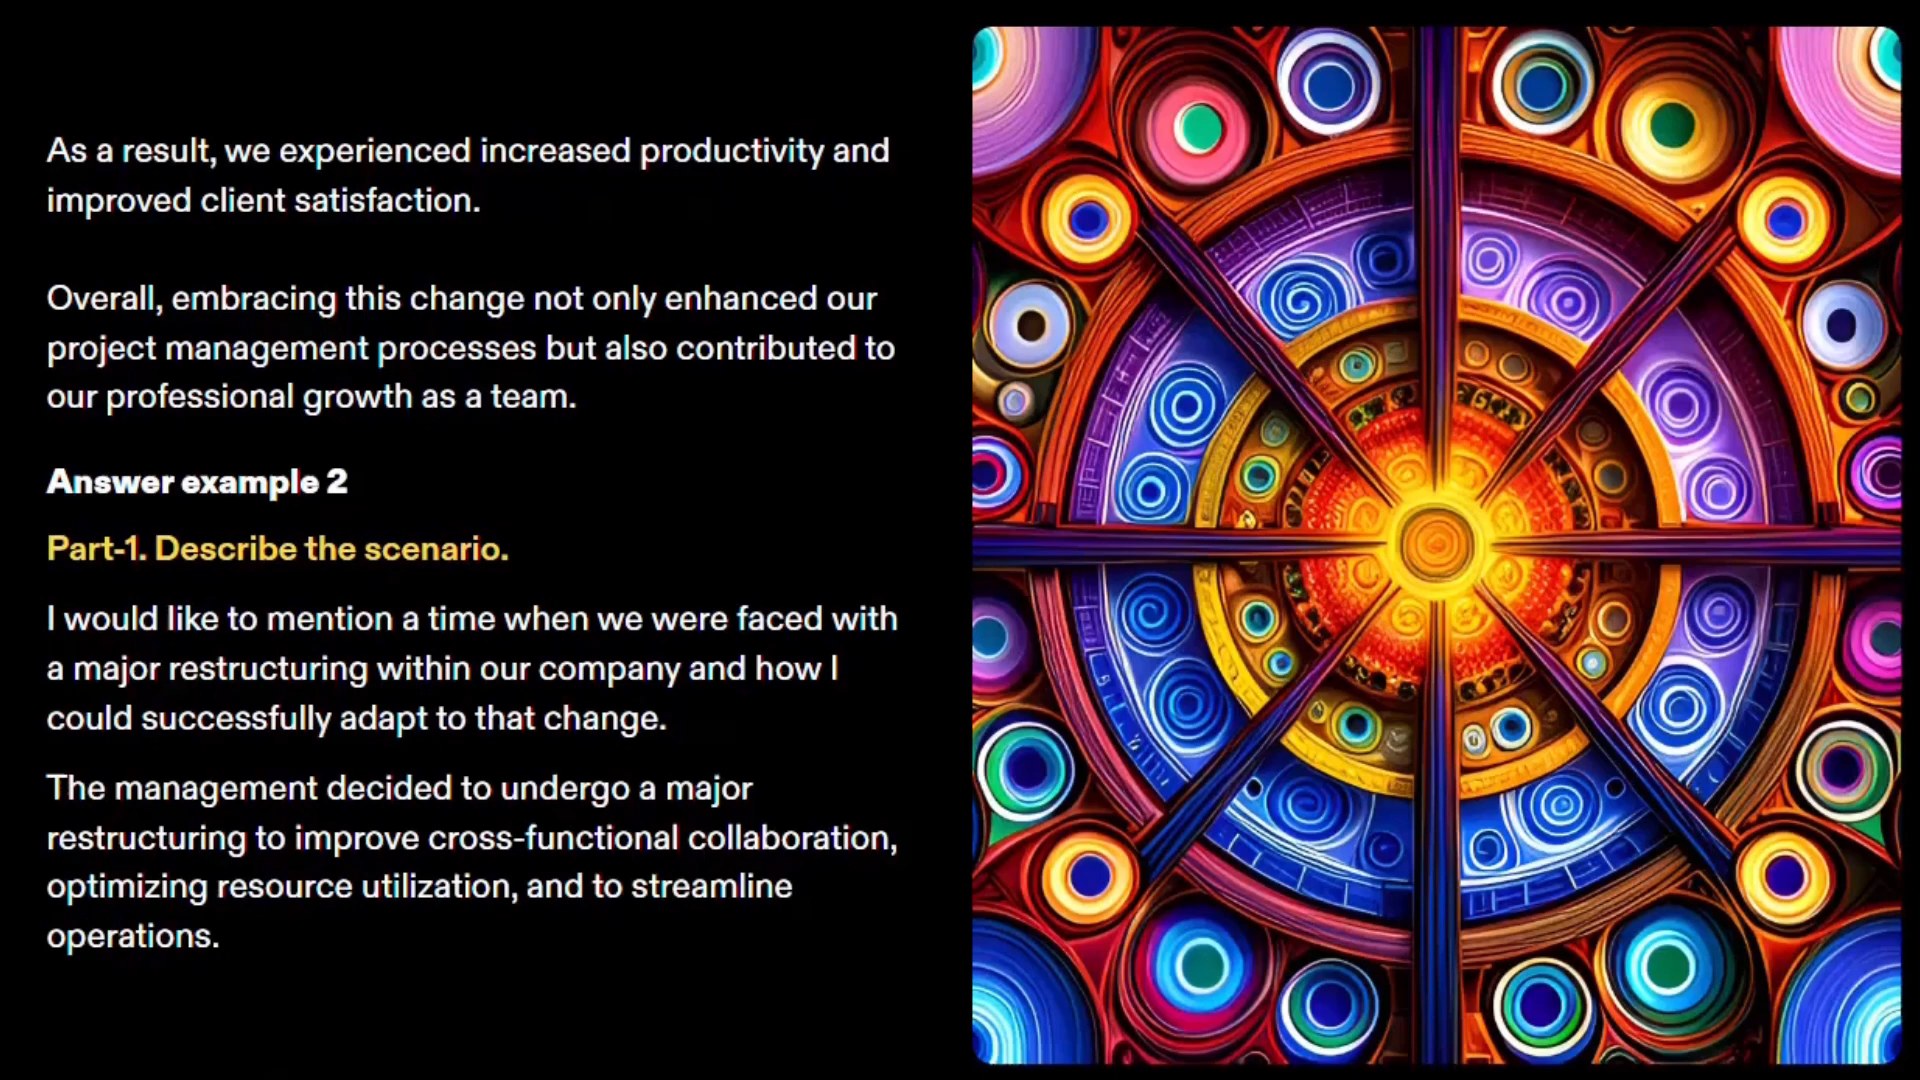 As a result, we experienced increased productivity and
improved client satisfaction.
Overall, embracing this change not only enhanced our
project management processes but also contributed to
our professional growth as a team.
Answer example 2
Part-1. Describe the scenario.
I would like to mention a time when we were faced with
a major restructuring within our company and how I
could successfully adapt to that change.
The management decided to undergo a major
restructuring to improve cross-functional collaboration,
optimizing resource utilization, and to streamline
operations.